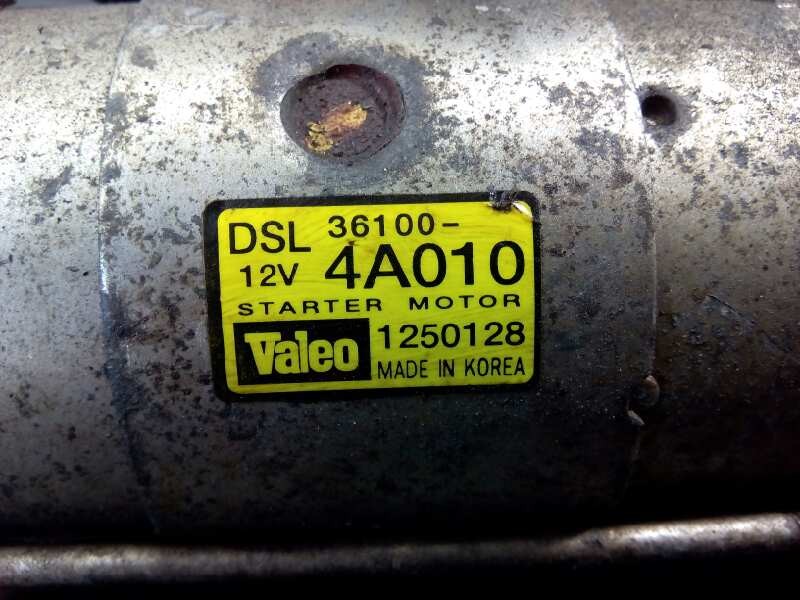 DSL 36100-
12V 4A010
STARTER MOTOR
Valeo 1250128
MADE IN KOREA